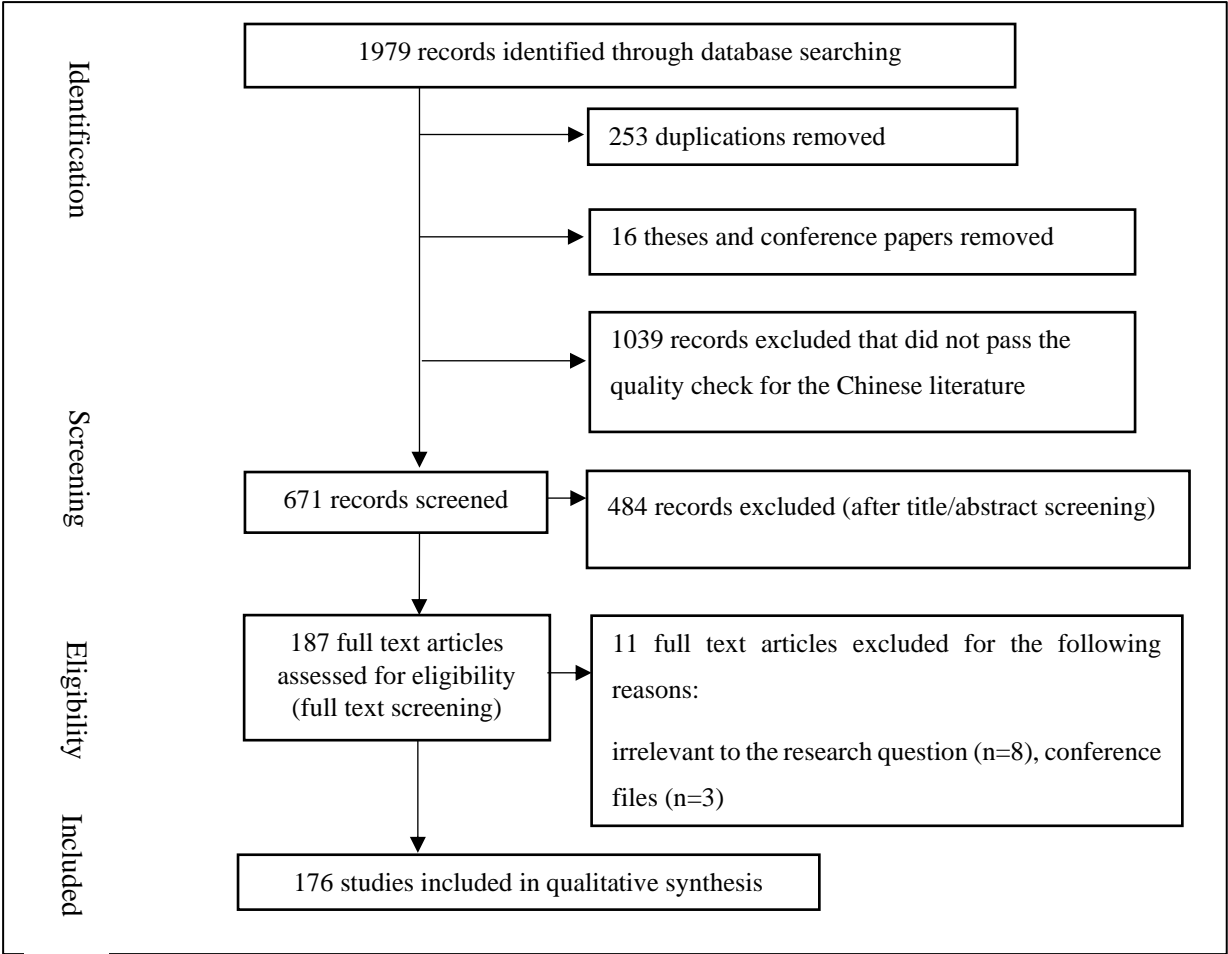 Identification
1979 records identified through database searching
253 duplications removed
16 theses and conference papers removed
1039 records excluded that did not pass the
quality check for the Chinese literature
Screening
671 records screened
484 records excluded (after title/abstract screening)
Eligibility
187 full text articles
assessed for eligibility
(full text screening)
11 full text articles excluded for the following
reasons:
irrelevant to the research question (n=8), conference
files (n=3)
Included
176 studies included in qualitative synthesis